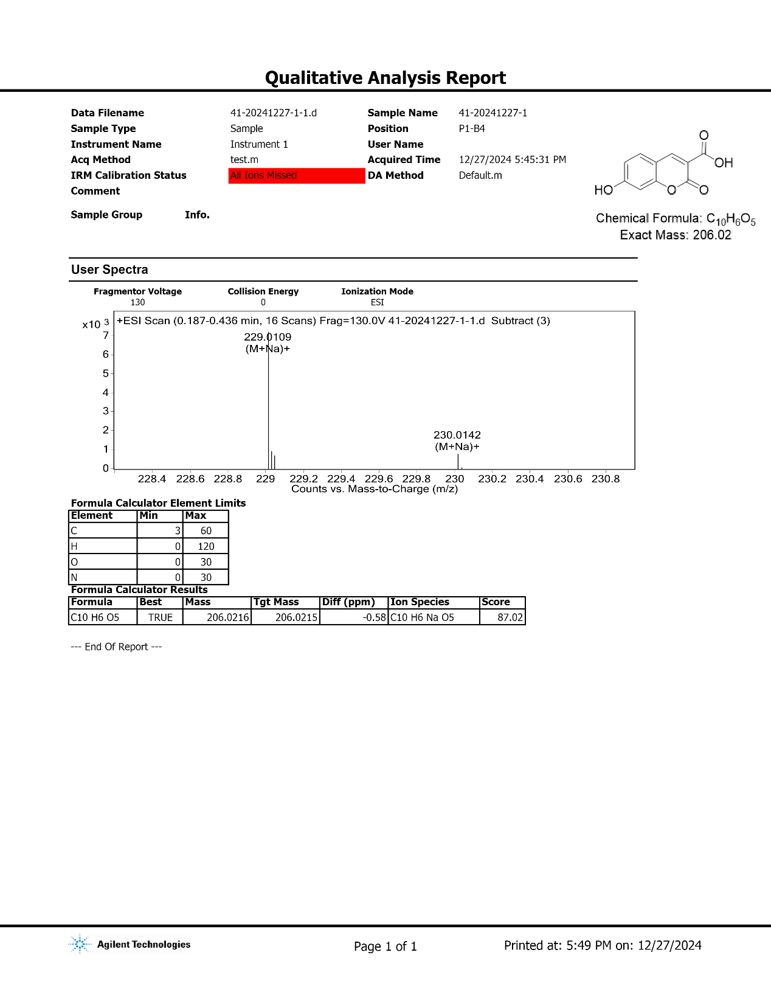 Qualitative Analysis Report
Data Filename 41-20241227-1-1.d Sample Name 41-20241227-1
Sample Type Sample Position P1-B4
Instrument Name Instrument 1 User Name
Acq Method test.m Acquired Time 12/27/2024 5:45:31 PM
IRM Calibration Status All Ions Missed DA Method Default.m
Comment
Sample Group Info.
O
OH
HO O O
Chemical Formula: C10H6O5
Exact Mass: 206.02
User Spectra
Fragmentor Voltage Collision Energy Ionization Mode
130 0 ESI
x10 3 +ESI Scan (0.187-0.436 min, 16 Scans) Frag=130.0V 41-20241227-1-1.d Subtract (3)
7
6
5
4
3
2
1
0
229.0109
(M+Na)+
230.0142
(M+Na)+
228.4 228.6 228.8 229 229.2 229.4 229.6 229.8 230 230.2 230.4 230.6 230.8
Counts vs. Mass-to-Charge (m/z)
Formula Calculator Element Limits
Element Min Max
C 3 60
H 0 120
O 0 30
N 0 30
Formula Calculator Results
Formula Best Mass Tgt Mass Diff (ppm) Ion Species Score
C10 H6 O5 TRUE 206.0216 206.0215 -0.58 C10 H6 Na O5 87.02
--- End Of Report ---
Agilent Technologies Page 1 of 1 Printed at: 5:49 PM on: 12/27/2024